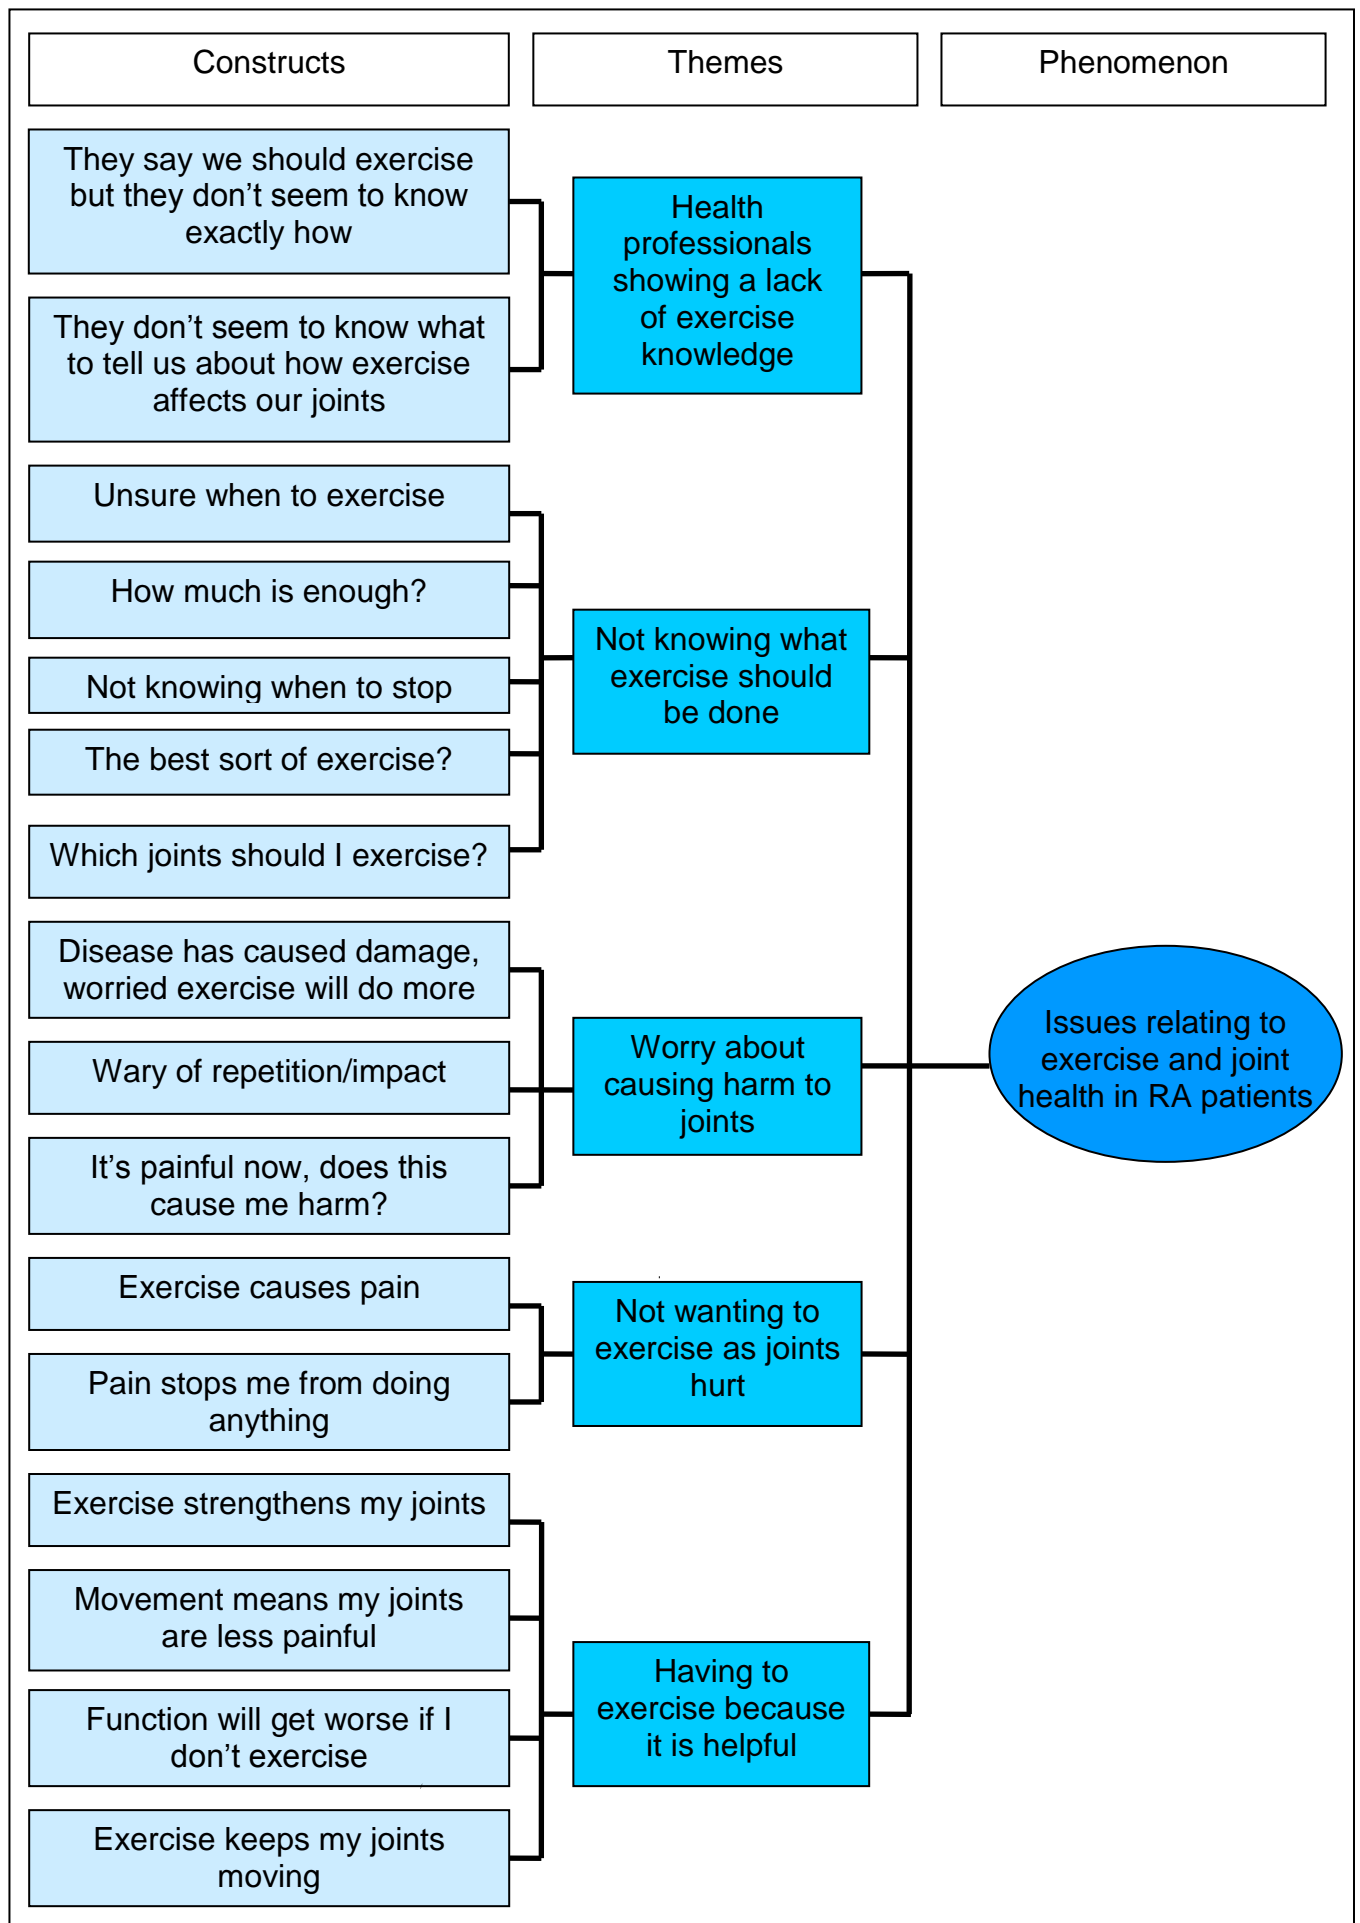 Constructs
Themes
Phenomenon
They say we should exercise
but they don't seem to know
exactly how
They don't seem to know what
to tell us about how exercise
affects our joints
Health
professionals
showing a lack
of exercise
knowledge
Unsure when to exercise
How much is enough?
Not knowing when to stop
The best sort of exercise?
Which joints should I exercise?
Not knowing what
exercise should
be done
Disease has caused damage,
worried exercise will do more
Wary of repetition/impact
It's painful now, does this
cause me harm?
Worry about
causing harm to
joints
Exercise causes pain
Pain stops me from doing
anything
Not wanting to
exercise as joints
hurt
Exercise strengthens my joints
Movement means my joints
are less painful
Function will get worse if I
don't exercise
Exercise keeps my joints
moving
Having to
exercise because
it is helpful
Issues relating to
exercise and joint
health in RA patients